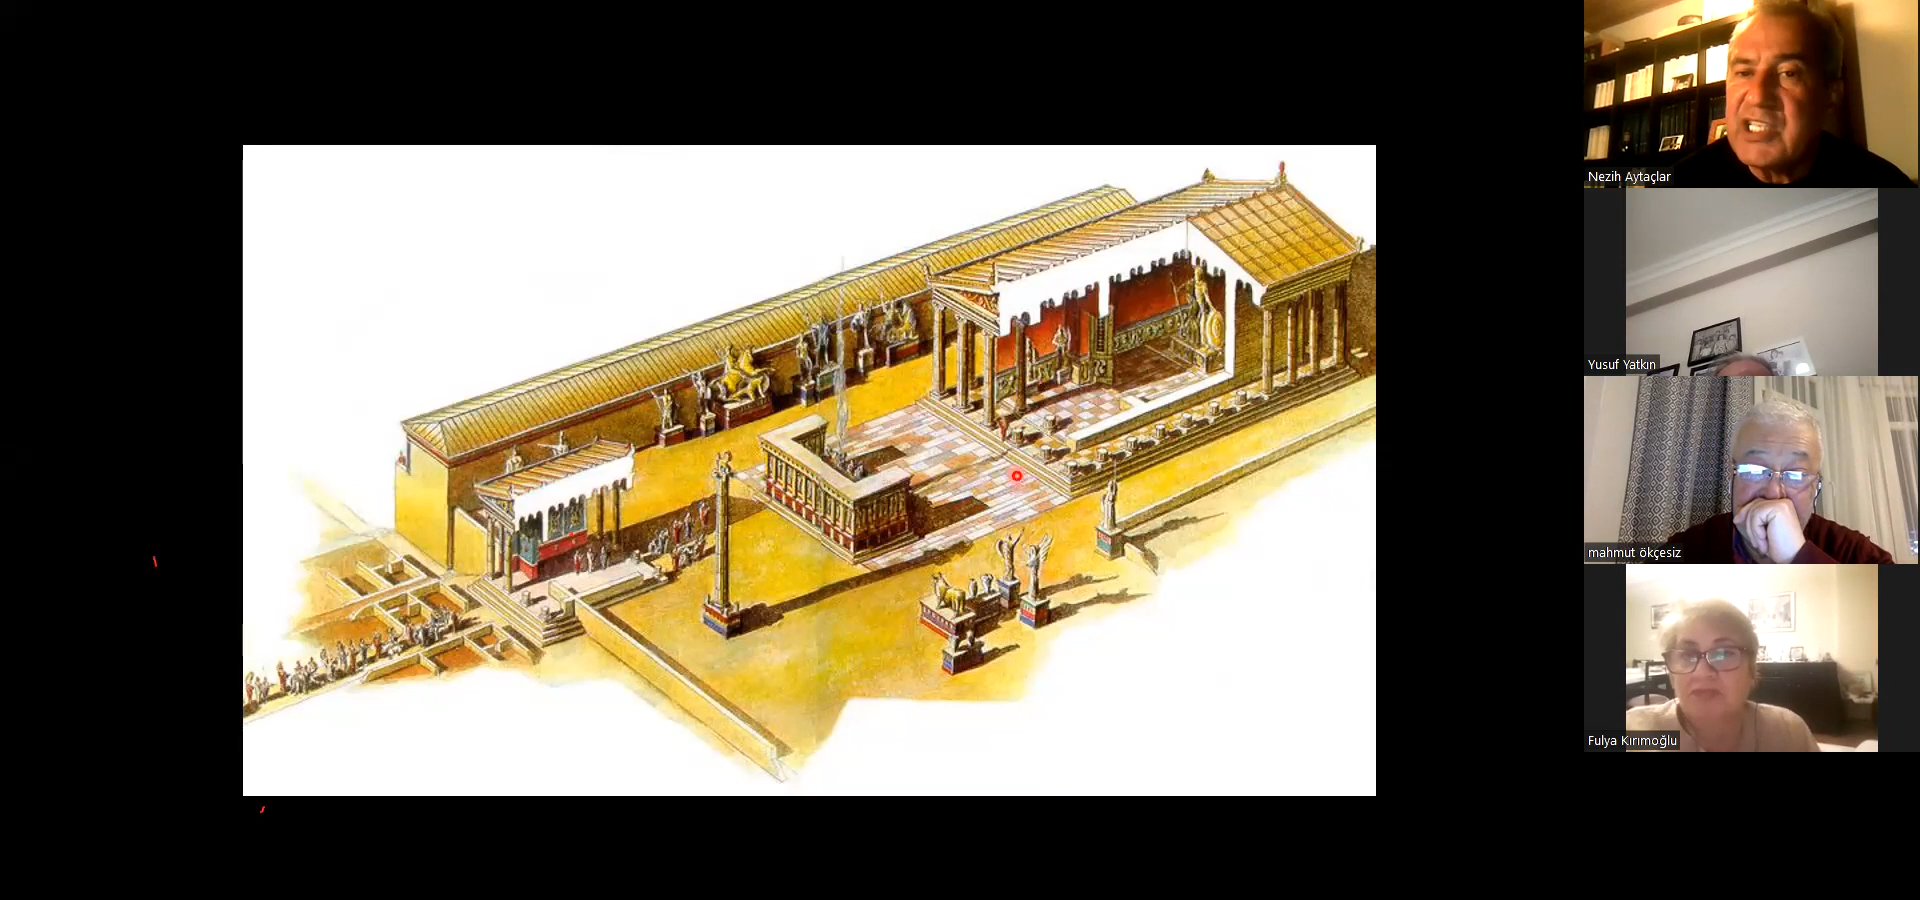 Nezih Aytaçlar
Yusuf Yatkın
mahmut ökçesiz
Fulya Kırımoğlu